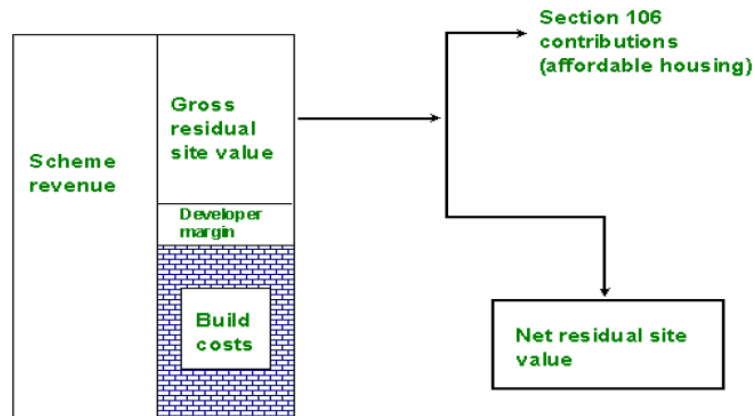 Section 106
contributions
(affordable housing)
Gross
residual
site value
Scheme
revenue
Developer
margin
Build
costs
Net residual site
value